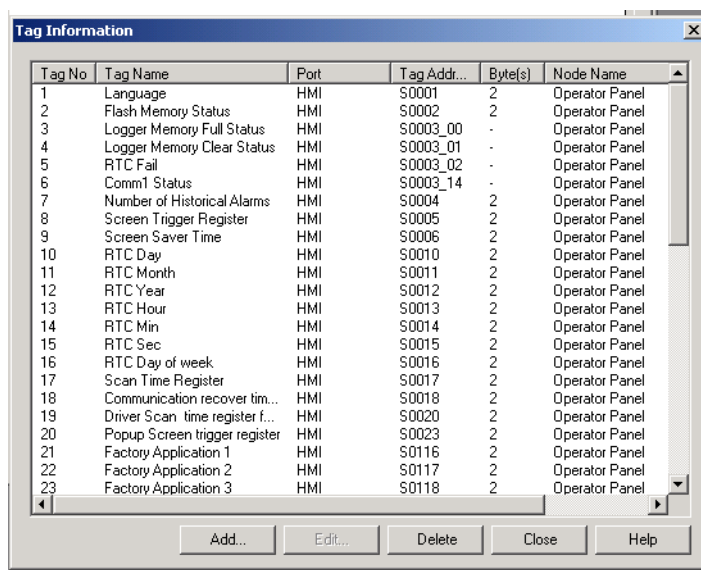 Tag Information
Tag No Tag Name Port Tag Addr... Byte(s) Node Name
1 Language HMI S0001 2 Operator Panel
2 Flash Memory Status HMI S0002 2 Operator Panel
3 Logger Memory Full Status HMI S0003_00 - Operator Panel
4 Logger Memory Clear Status HMI S0003_01 - Operator Panel
5 RTC Fail HMI S0003_02 - Operator Panel
6 Comm1 Status HMI S0003_14 - Operator Panel
7 Number of Historical Alarms HMI S0004 2 Operator Panel
8 Screen Trigger Register HMI S0005 2 Operator Panel
9 Screen Saver Time HMI S0006 2 Operator Panel
10 RTC Day HMI S0010 2 Operator Panel
11 RTC Month HMI S0011 2 Operator Panel
12 RTC Year HMI S0012 2 Operator Panel
13 RTC Hour HMI S0013 2 Operator Panel
14 RTC Min HMI S0014 2 Operator Panel
15 RTC Sec HMI S0015 2 Operator Panel
16 RTC Day of week HMI S0016 2 Operator Panel
17 Scan Time Register HMI S0017 2 Operator Panel
18 Communication recover tim... HMI S0018 2 Operator Panel
19 Driver Scan time register f... HMI S0020 2 Operator Panel
20 Popup Screen trigger register HMI S0023 2 Operator Panel
21 Factory Application 1 HMI S0116 2 Operator Panel
22 Factory Application 2 HMI S0117 2 Operator Panel
23 Factory Application 3 HMI S0118 2 Operator Panel
Add... Edit... Delete Close Help